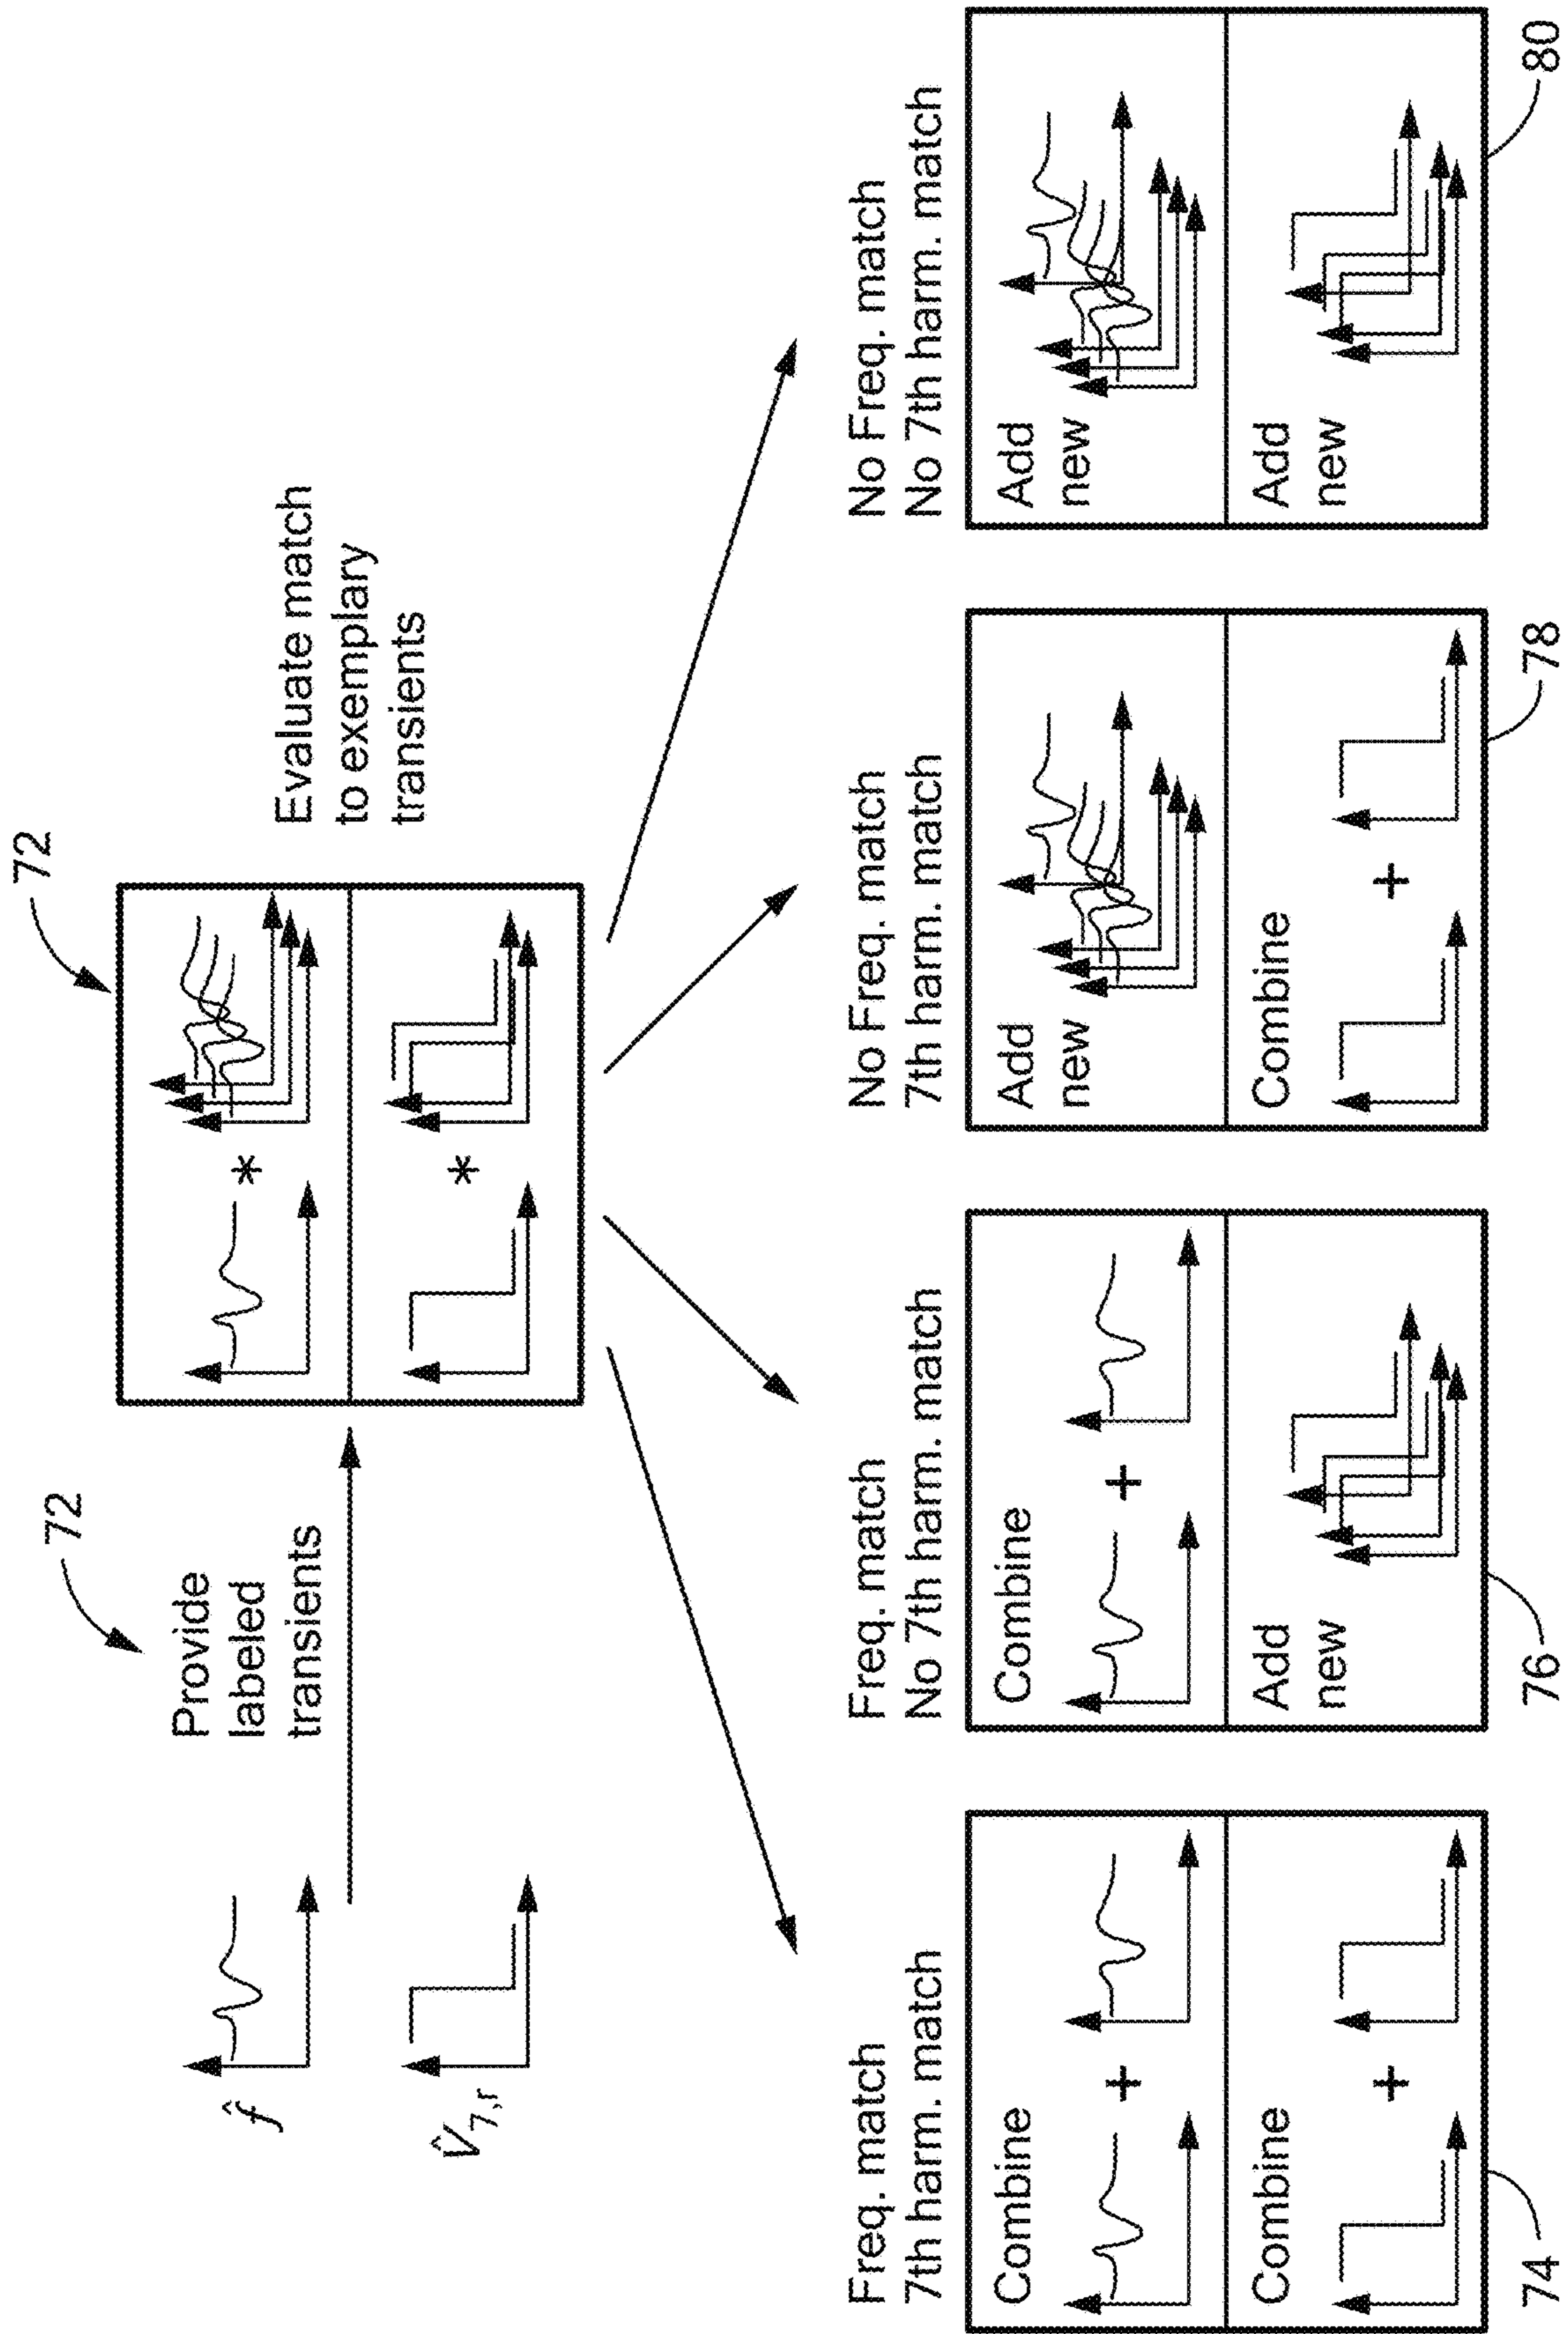 72
Provide
labeled
transients
f̂
V̂7,r
72
Evaluate match
to exemplary
transients
*
*
Freq. match
7th harm. match
Combine
+
Combine
+
74
Freq. match
No 7th harm. match
Combine
+
Add
new
76
No Freq. match
7th harm. match
Add
new
Combine
+
78
No Freq. match
No 7th harm. match
Add
new
Add
new
80